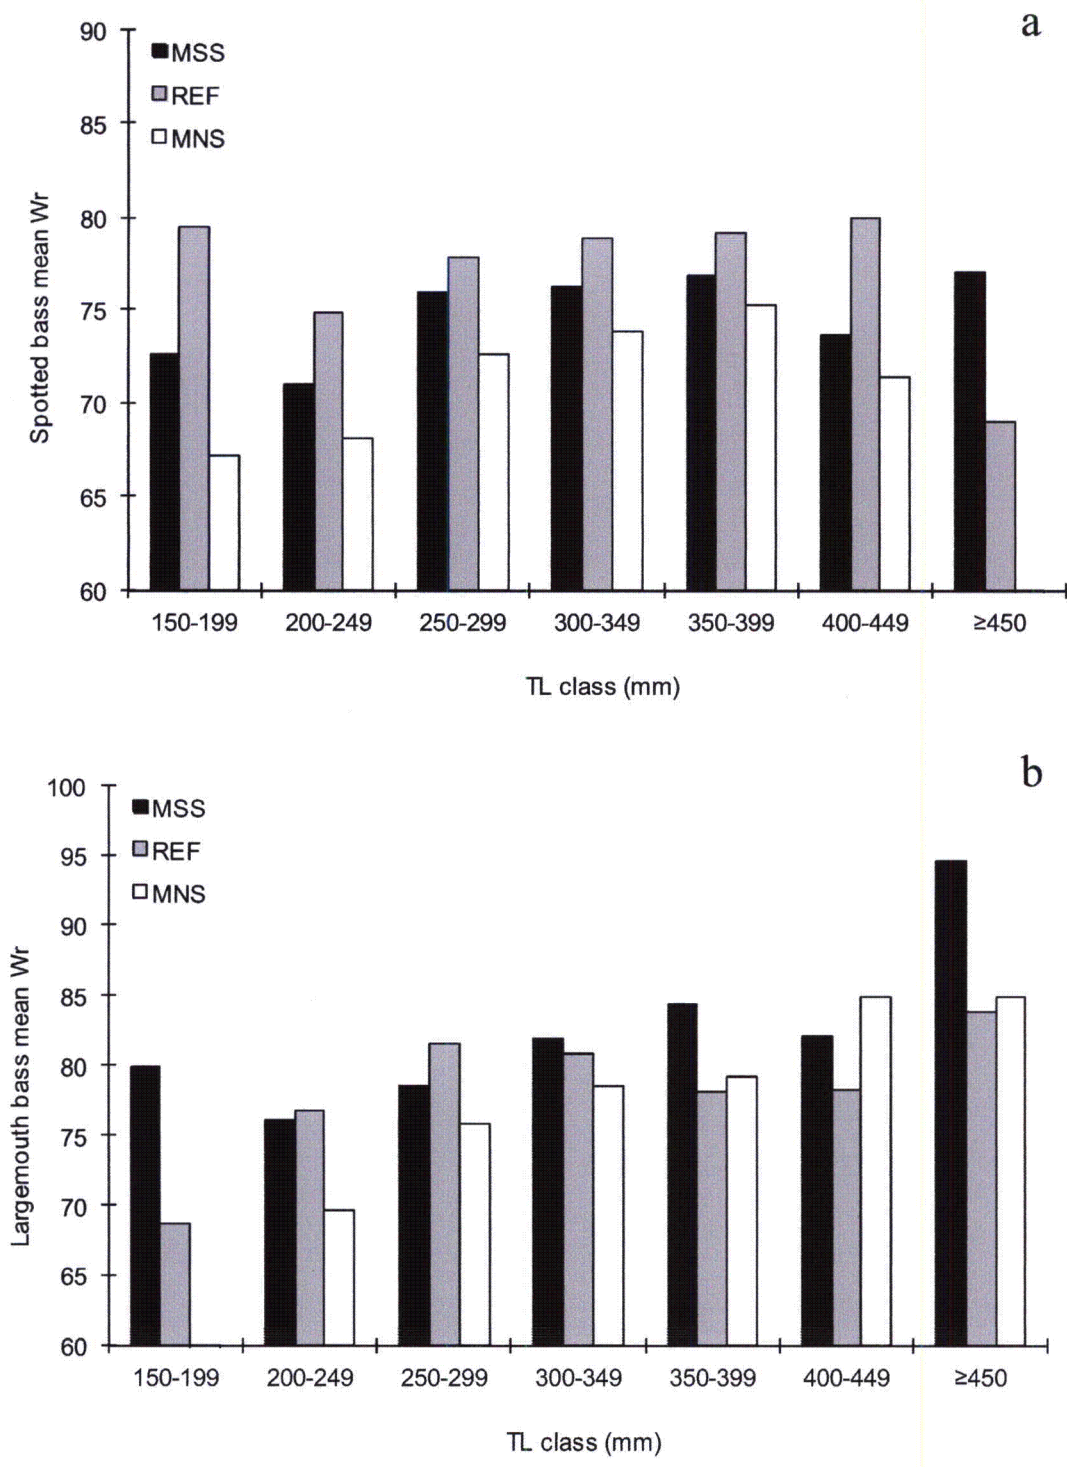 a
90
MSS
REF
85
MNS
80
75
70
65
60
Spotted bass mean Wr
150-199 200-249 250-299 300-349 350-399 400-449 ≥450
TL class (mm)
b
100
MSS
95
REF
MNS
90
85
80
75
70
65
60
Largemouth bass mean Wr
150-199 200-249 250-299 300-349 350-399 400-449 ≥450
TL class (mm)